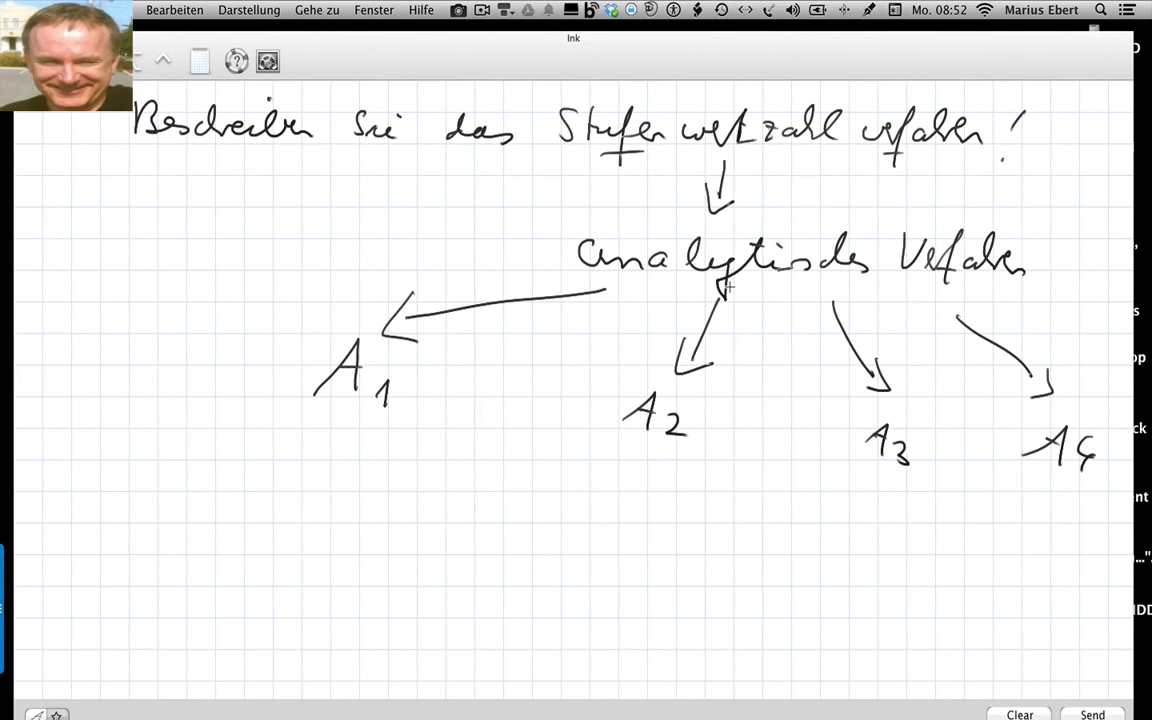 Bearbeiten Darstellung Gehe zu Fenster Hilfe Mo. 08:52 Marius Ebert
Ink
Beschreiben Sie das Stufenwertzahlverfahren!
analytisches Verfahren
A1
A2
A3
A4
Clear Send